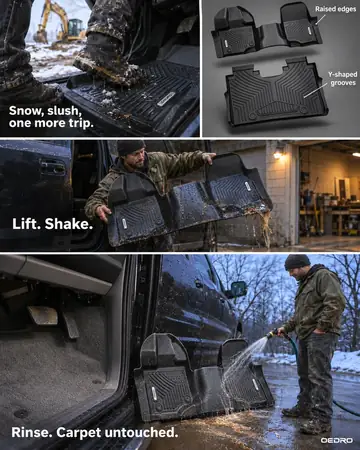 Raised edges
Y-shaped
grooves
Snow, slush,
one more trip.
Lift. Shake.
Rinse. Carpet untouched.
OEDRO